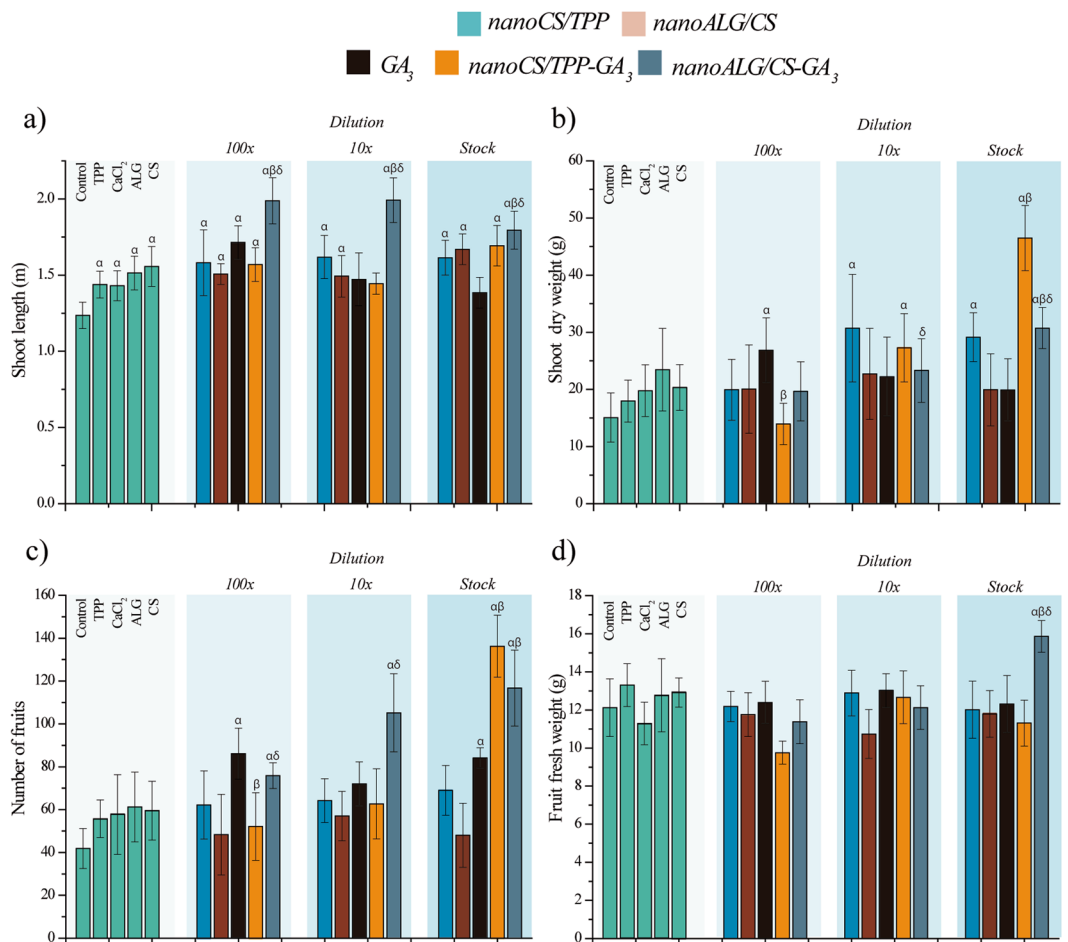 nanoCS/TPP nanoALG/CS
GA3 nanoCS/TPP-GA3 nanoALG/CS-GA3
a)
Dilution
100x 10x Stock
Control TPP CaCl2 ALG CS
αβδ αβδ αβδ
α α α α α α α α α α α α α
Shoot length (m)
2.0
1.5
1.0
0.5
0.0
b)
Dilution
100x 10x Stock
Control TPP CaCl2 ALG CS
α β α α δ α αβ αβδ
Shoot dry weight (g)
60
50
40
30
20
10
0
c)
Dilution
100x 10x Stock
Control TPP CaCl2 ALG CS
α β αδ αδ α αβ αβ
Number of fruits
160
140
120
100
80
60
40
20
0
d)
Dilution
100x 10x Stock
Control TPP CaCl2 ALG CS
αβδ
Fruit fresh weight (g)
18
16
14
12
10
8
6
4
2
0